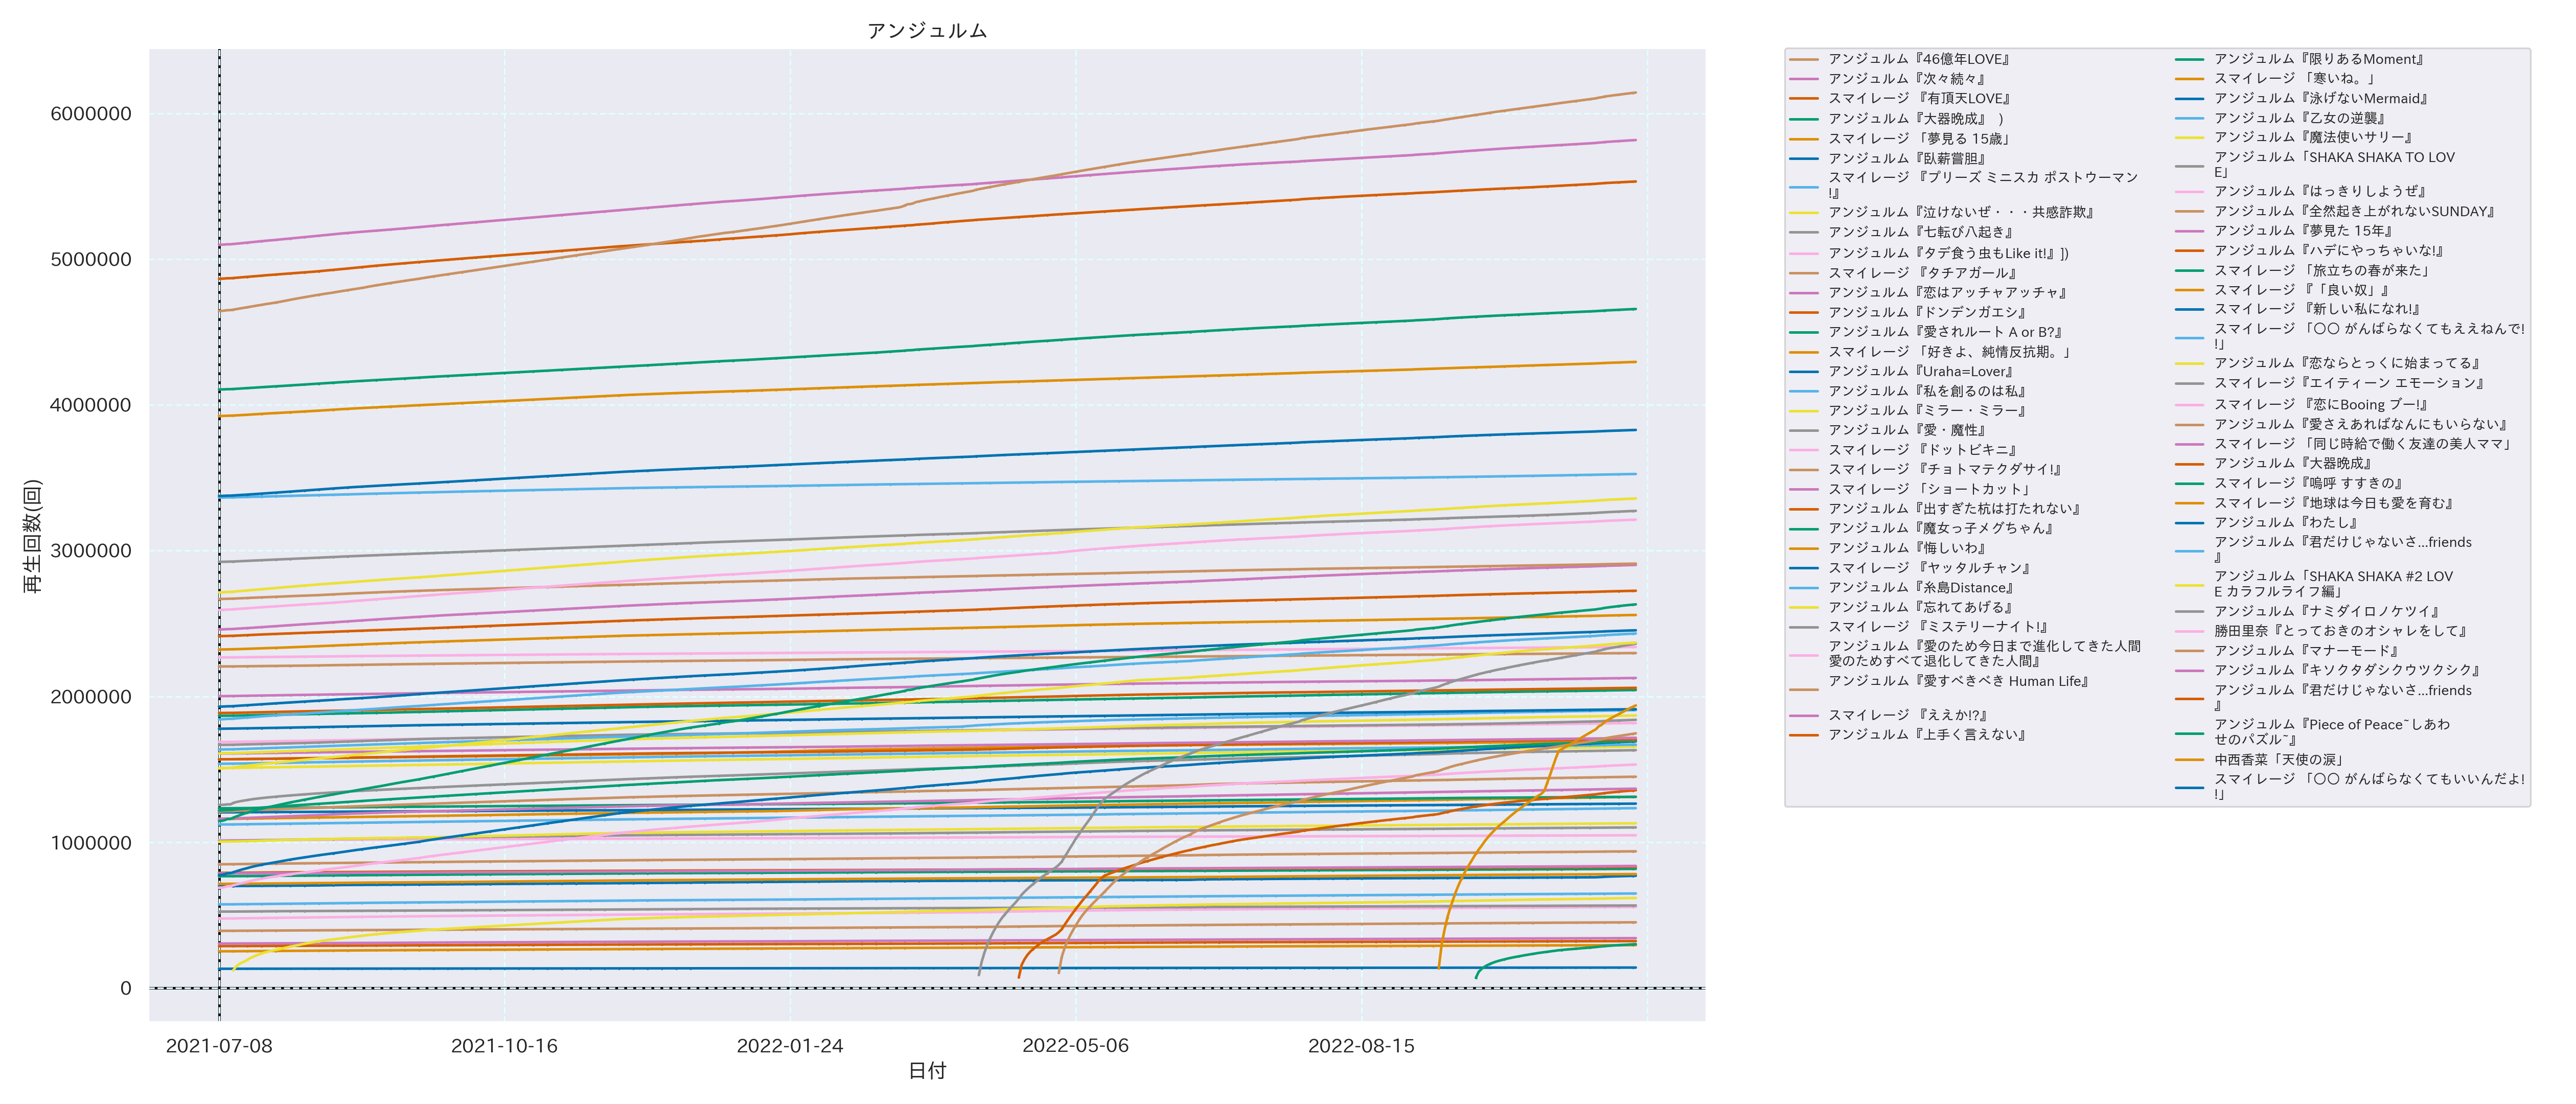 アンジュルム
再生回数(回)
6000000
5000000
4000000
3000000
2000000
1000000
0
2021-07-08
2021-10-16
2022-01-24
2022-05-06
2022-08-15
日付
アンジュルム『46億年LOVE』
アンジュルム『次々続々』
スマイレージ 『有頂天LOVE』
アンジュルム『大器晩成』 )
スマイレージ 「夢見る 15歳」
アンジュルム『臥薪嘗胆』
スマイレージ 『プリーズ ミニスカ ポストウーマン
!』
アンジュルム『泣けないぜ・・・共感詐欺』
アンジュルム『七転び八起き』
アンジュルム『タデ食う虫もLike it!』])
スマイレージ 『タチアガール』
アンジュルム『恋はアッチャアッチャ』
アンジュルム『ドンデンガエシ』
アンジュルム『愛されルート A or B?』
スマイレージ 「好きよ、純情反抗期。」
アンジュルム『Uraha=Lover』
アンジュルム『私を創るのは私』
アンジュルム『ミラー・ミラー』
アンジュルム『愛・魔性』
スマイレージ 『ドットビキニ』
スマイレージ 『チョトマテクダサイ!』
スマイレージ 「ショートカット」
アンジュルム『出すぎた杭は打たれない』
アンジュルム『魔女っ子メグちゃん』
アンジュルム『悔しいわ』
スマイレージ 『ヤッタルチャン』
アンジュルム『糸島Distance』
アンジュルム『忘れてあげる』
スマイレージ 『ミステリーナイト!』
アンジュルム『愛のため今日まで進化してきた人間
愛のためすべて退化してきた人間』
アンジュルム『愛すべきべき Human Life』
スマイレージ 『ええか!?』
アンジュルム『上手く言えない』
アンジュルム『限りあるMoment』
スマイレージ 「寒いね。」
アンジュルム『泳げないMermaid』
アンジュルム『乙女の逆襲』
アンジュルム『魔法使いサリー』
アンジュルム「SHAKA SHAKA TO LOV
E」
アンジュルム『はっきりしようぜ』
アンジュルム『全然起き上がれないSUNDAY』
アンジュルム『夢見た 15年』
アンジュルム『ハデにやっちゃいな!』
スマイレージ 「旅立ちの春が来た」
スマイレージ 『「良い奴」』
スマイレージ 『新しい私になれ!』
スマイレージ 「〇〇 がんばらなくてもええねんで!
!」
アンジュルム『恋ならとっくに始まってる』
スマイレージ『エイティーン エモーション』
スマイレージ 『恋にBooing ブー!』
アンジュルム『愛さえあればなんにもいらない』
スマイレージ 「同じ時給で働く友達の美人ママ」
アンジュルム『大器晩成』
スマイレージ『嗚呼 すすきの』
スマイレージ『地球は今日も愛を育む』
アンジュルム『わたし』
アンジュルム『君だけじゃないさ...friends
』
アンジュルム「SHAKA SHAKA #2 LOV
E カラフルライフ編」
アンジュルム『ナミダイロノケツイ』
勝田里奈『とっておきのオシャレをして』
アンジュルム『マナーモード』
アンジュルム『キソクタダシクウツクシク』
アンジュルム『君だけじゃないさ...friends
』
アンジュルム『Piece of Peace~しあわ
せのパズル~』
中西香菜「天使の涙」
スマイレージ 「〇〇 がんばらなくてもいいんだよ!
!」